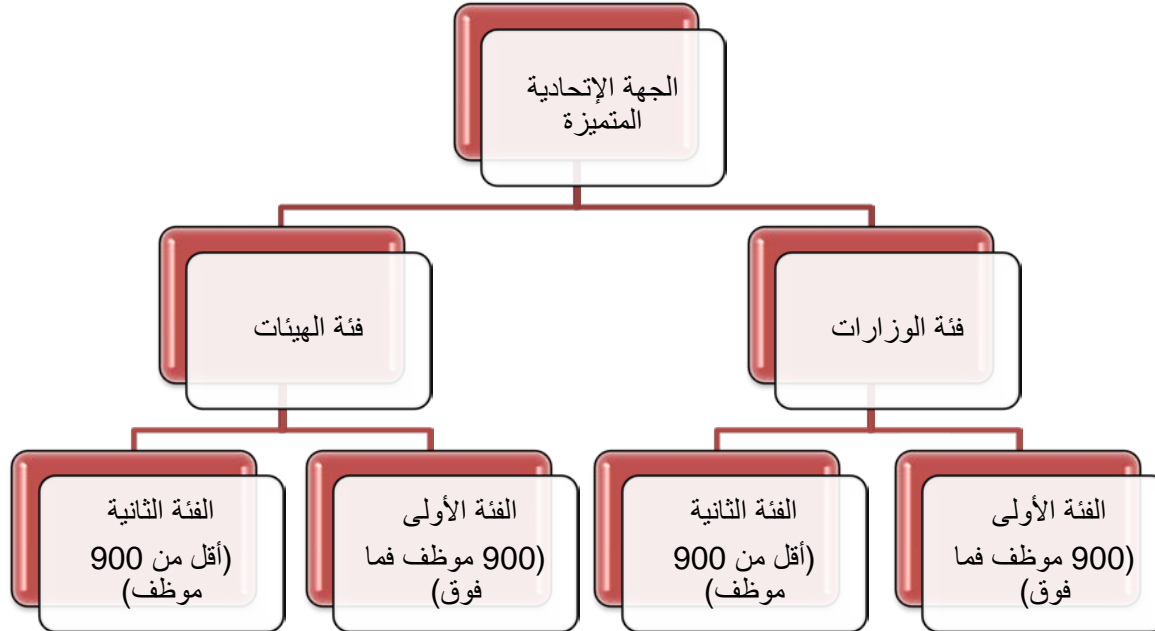 الجهة الإتحادية
المتميزة
فئة الوزارات
فئة الهيئات
الفئة الأولى
(900 موظف فما
فوق)
الفئة الثانية
(أقل من 900
موظف)
الفئة الأولى
(900 موظف فما
فوق)
الفئة الثانية
(أقل من 900
موظف)